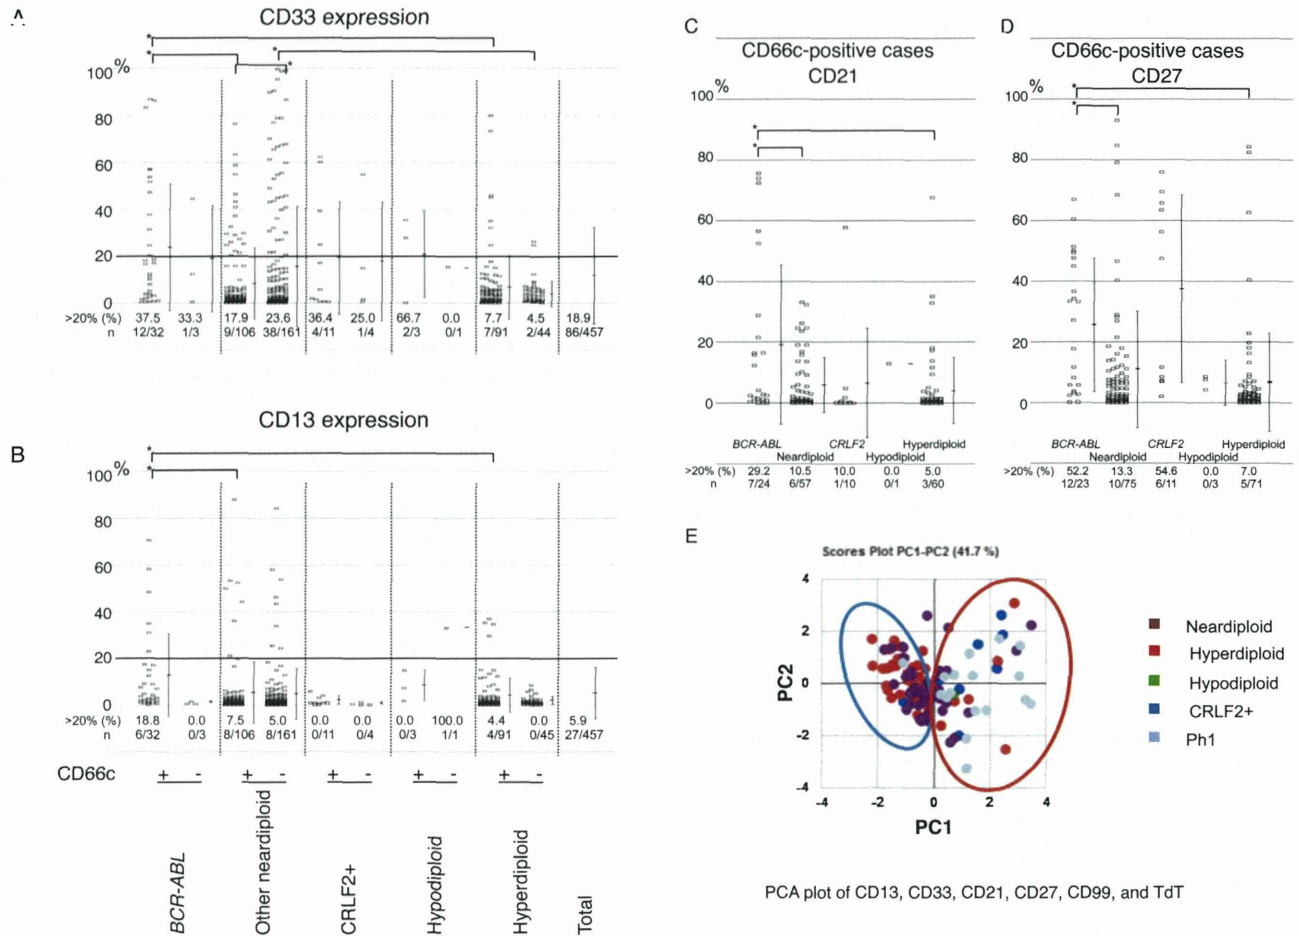 A
CD33 expression
*
*
*
*
100%
80
60
40
20
0
>20% (%) 37.5 33.3 17.9 23.6 36.4 25.0 66.7 0.0 7.7 4.5 18.9
n 12/32 1/3 9/106 38/161 4/11 1/4 2/3 0/1 7/91 2/44 86/457
B
CD13 expression
*
*
100%
80
60
40
20
0
>20% (%) 18.8 0.0 7.5 5.0 0.0 0.0 0.0 100.0 4.4 0.0 5.9
n 6/32 0/3 8/106 8/161 0/11 0/4 0/3 1/1 4/91 0/45 27/457
CD66c + - + - + - + - + -
BCR-ABL
Other neardiploid
CRLF2+
Hypodiploid
Hyperdiploid
Total
C
CD66c-positive cases
CD21
%
100
80
60
40
20
0
*
*
BCR-ABL CRLF2 Hyperdiploid
Neardiploid Hypodiploid
>20% (%) 29.2 10.5 10.0 0.0 5.0
n 7/24 6/57 1/10 0/1 3/60
D
CD66c-positive cases
CD27
%
100
80
60
40
20
0
*
*
BCR-ABL CRLF2 Hyperdiploid
Neardiploid Hypodiploid
>20% (%) 52.2 13.3 54.6 0.0 7.0
n 12/23 10/75 6/11 0/3 5/71
E
Scores Plot PC1-PC2 (41.7 %)
PC2
4
2
0
-2
-4
-4 -2 0 2 4
PC1
Neardiploid
Hyperdiploid
Hypodiploid
CRLF2+
Ph1
PCA plot of CD13, CD33, CD21, CD27, CD99, and TdT